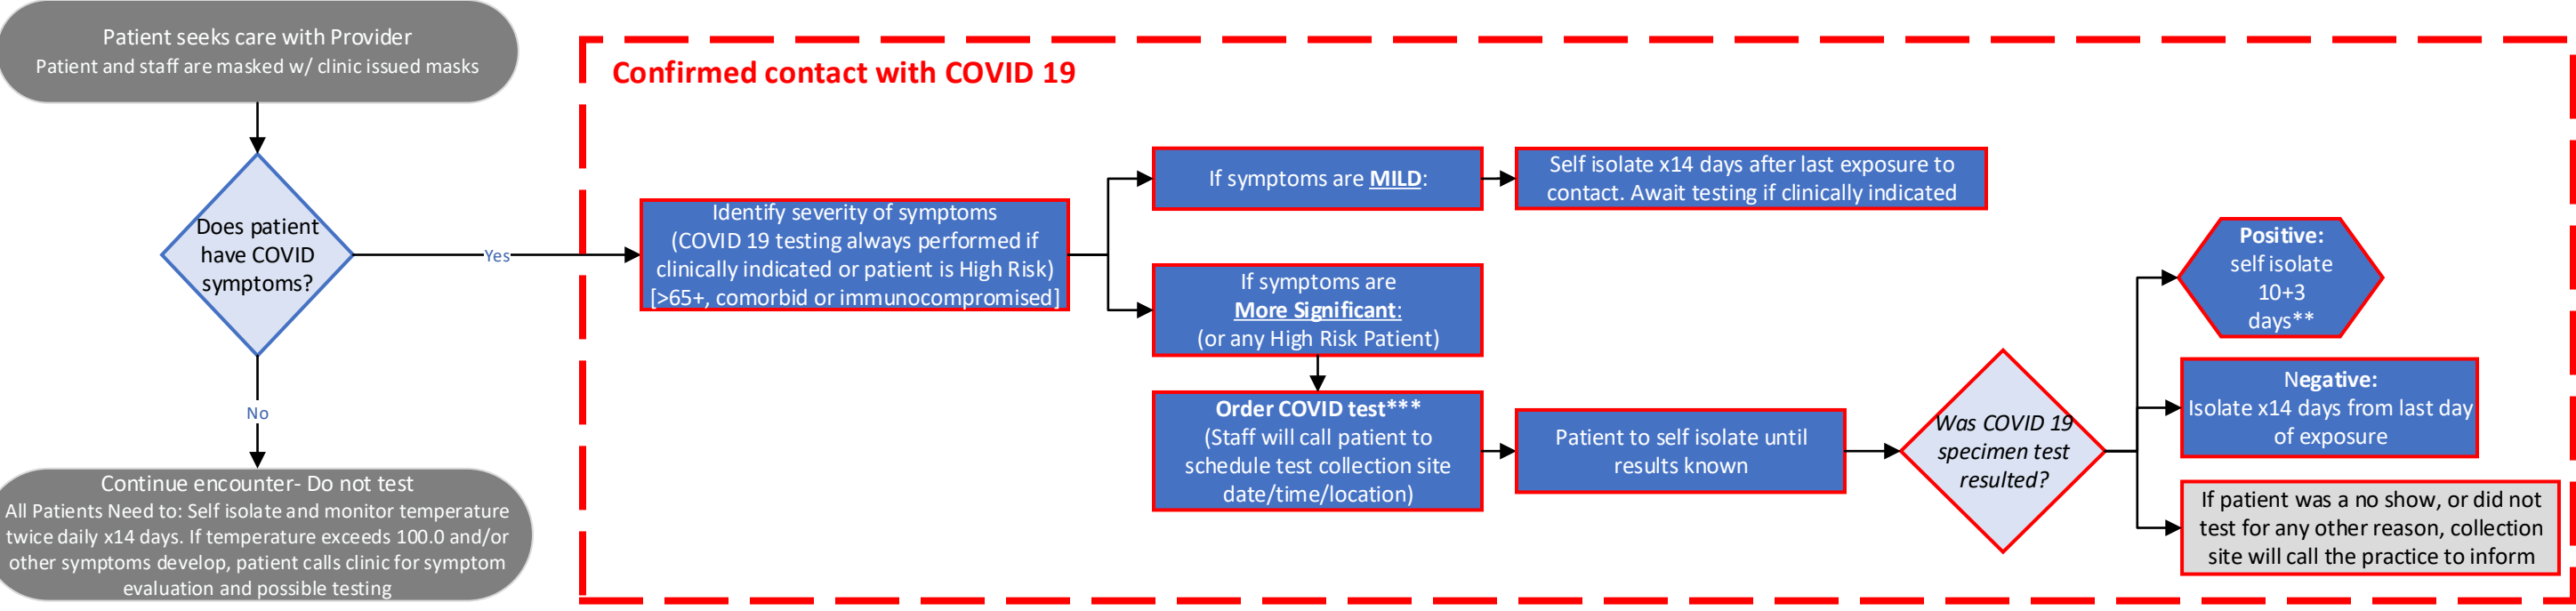 Patient seeks care with Provider
Patient and staff are masked w/ clinic issued masks
Does patient
have COVID
symptoms?
Yes
No
Continue encounter- Do not test
All Patients Need to: Self isolate and monitor temperature
twice daily x14 days. If temperature exceeds 100.0 and/or
other symptoms develop, patient calls clinic for symptom
evaluation and possible testing
Confirmed contact with COVID 19
Identify severity of symptoms
(COVID 19 testing always performed if
clinically indicated or patient is High Risk)
[>65+, comorbid or immunocompromised]
If symptoms are MILD:
Self isolate x14 days after last exposure to
contact. Await testing if clinically indicated
If symptoms are
More Significant:
(or any High Risk Patient)
Order COVID test***
(Staff will call patient to
schedule test collection site
date/time/location)
Patient to self isolate until
results known
Was COVID 19
specimen test
resulted?
Positive:
self isolate
10+3
days**
Negative:
Isolate x14 days from last day
of exposure
If patient was a no show, or did not
test for any other reason, collection
site will call the practice to inform